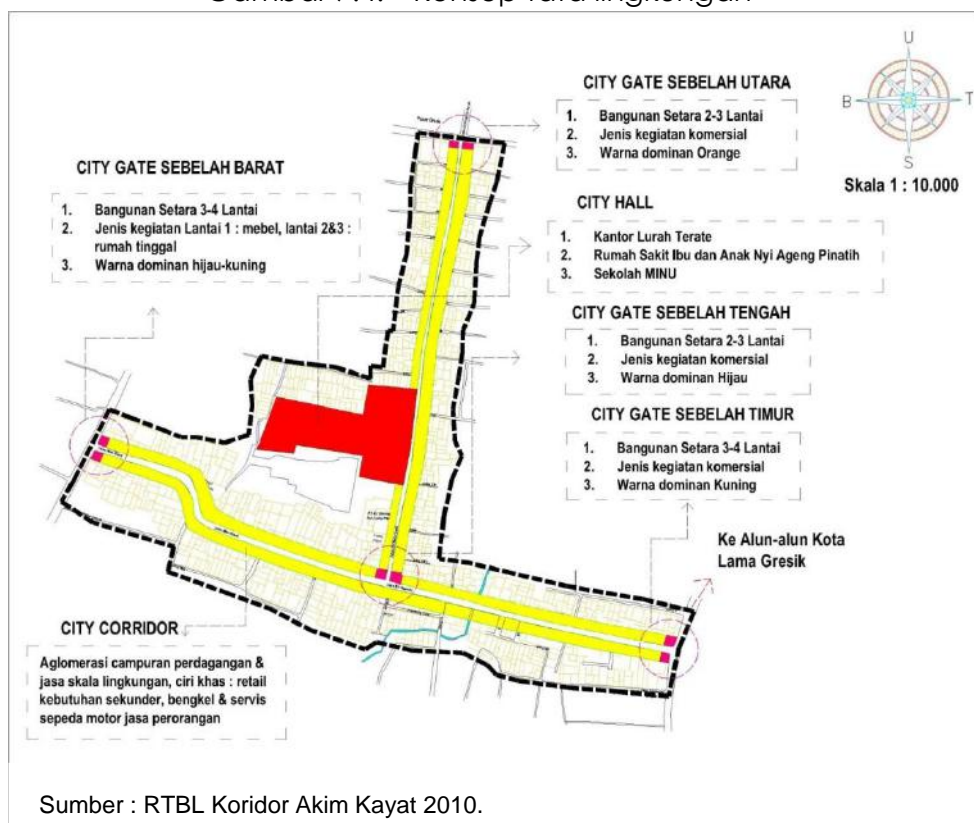 U
B
T
S
Skala 1 : 10.000
CITY GATE SEBELAH UTARA
1. Bangunan Setara 2-3 Lantai
2. Jenis kegiatan komersial
3. Warna dominan Orange
CITY GATE SEBELAH BARAT
1. Bangunan Setara 3-4 Lantai
2. Jenis kegiatan Lantai 1 : mebel, lantai 2&3 :
rumah tinggal
3. Warna dominan hijau-kuning
CITY HALL
1. Kantor Lurah Terate
2. Rumah Sakit Ibu dan Anak Nyi Ageng Pinatih
3. Sekolah MINU
CITY GATE SEBELAH TENGAH
1. Bangunan Setara 2-3 Lantai
2. Jenis kegiatan komersial
3. Warna dominan Hijau
CITY GATE SEBELAH TIMUR
1. Bangunan Setara 3-4 Lantai
2. Jenis kegiatan komersial
3. Warna dominan Kuning
Ke Alun-alun Kota
Lama Gresik
CITY CORRIDOR
Aglomerasi campuran perdagangan &
jasa skala lingkungan, ciri khas : retail
kebutuhan sekunder, bengkel & servis
sepeda motor jasa perorangan
Sumber : RTBL Koridor Akim Kayat 2010.